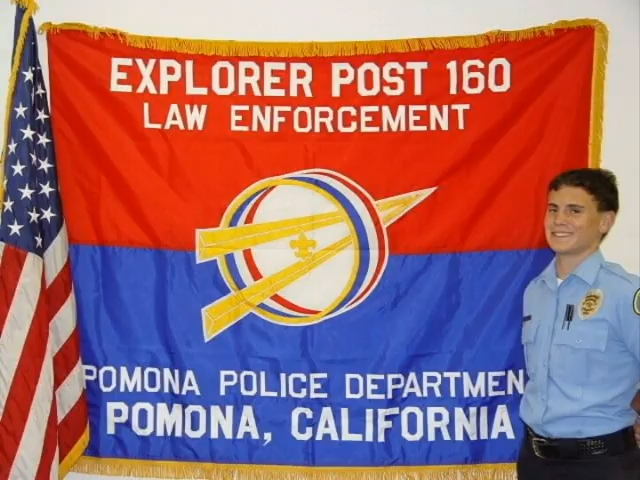 EXPLORER POST 160
LAW ENFORCEMENT
POMONA POLICE DEPARTMEN
POMONA, CALIFORNIA